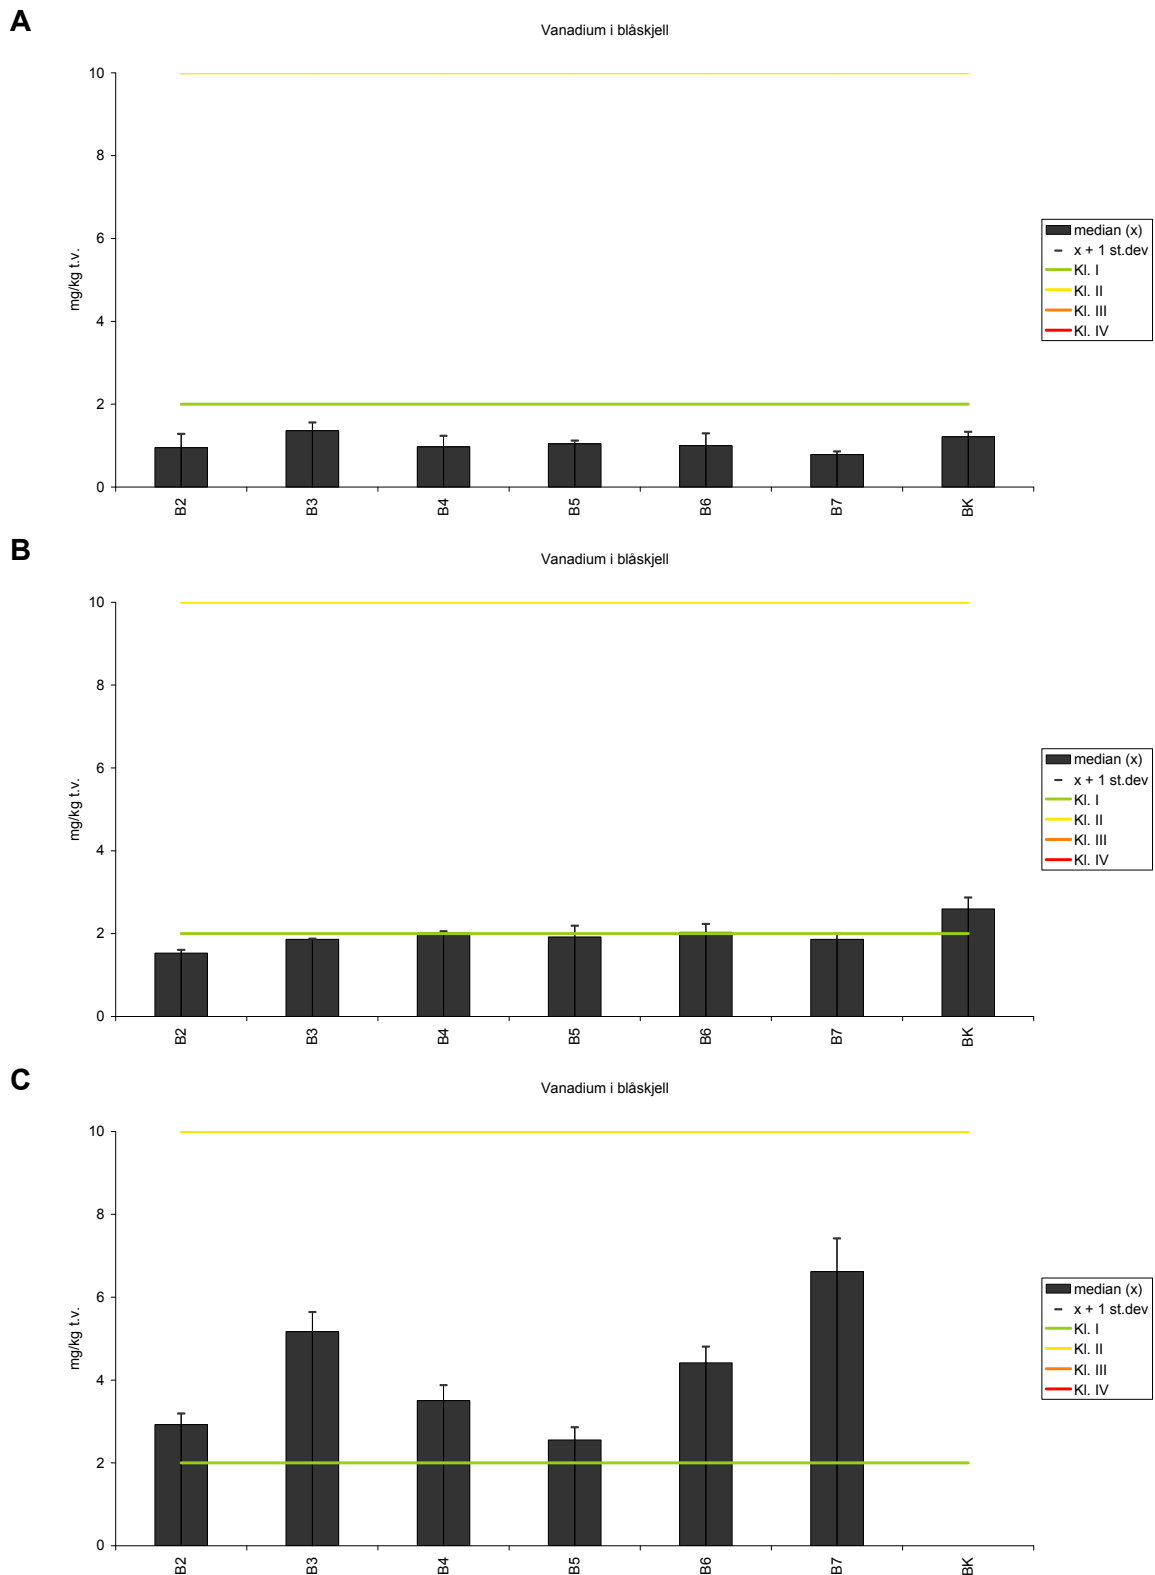 A
Vanadium i blåskjell
10
8
6
4
2
0
mg/kg t.v.
B2 B3 B4 B5 B6 B7 BK
median (x)
x + 1 st.dev
Kl. I
Kl. II
Kl. III
Kl. IV
B
Vanadium i blåskjell
10
8
6
4
2
0
mg/kg t.v.
B2 B3 B4 B5 B6 B7 BK
median (x)
x + 1 st.dev
Kl. I
Kl. II
Kl. III
Kl. IV
C
Vanadium i blåskjell
10
8
6
4
2
0
mg/kg t.v.
B2 B3 B4 B5 B6 B7 BK
median (x)
x + 1 st.dev
Kl. I
Kl. II
Kl. III
Kl. IV